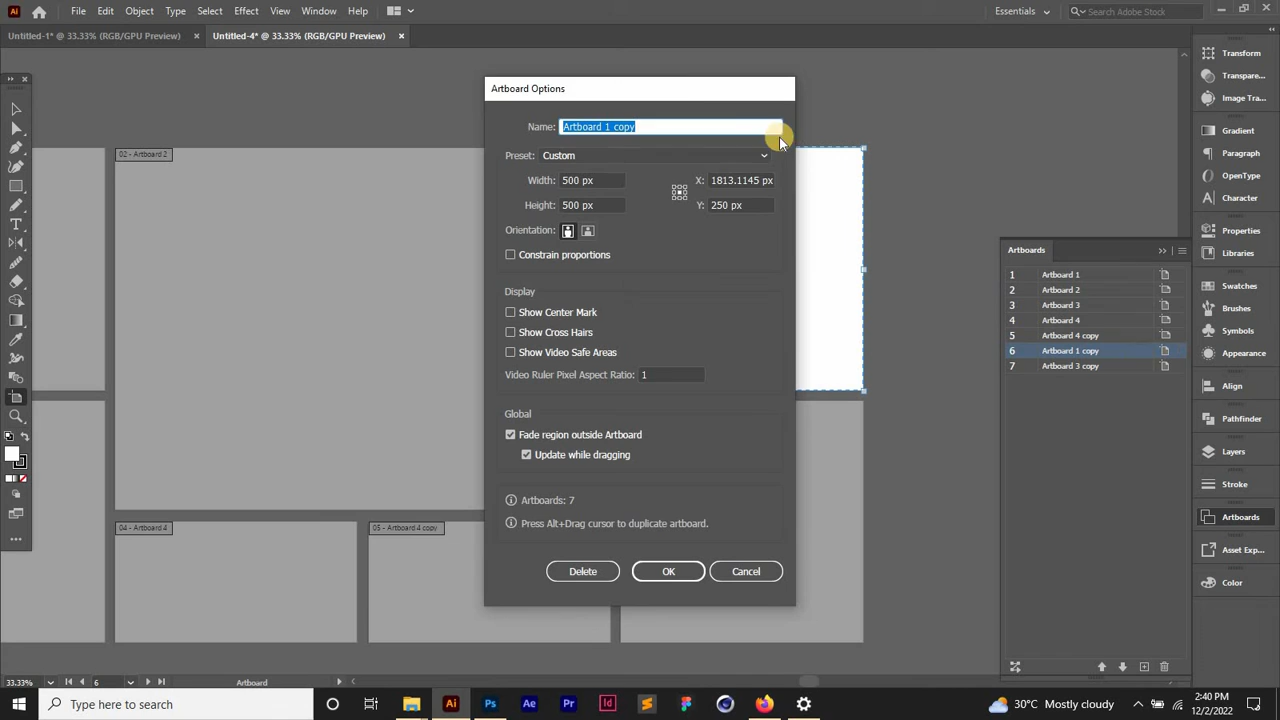 Ai File Edit Object Type Select Effect View Window Help Essentials Search Adobe Stock
Untitled-1* @ 33.33% (RGB/GPU Preview) × Untitled-4* @ 33.33% (RGB/GPU Preview) ×
Artboard Options
Name: Artboard 1 copy
Preset: Custom
Width: 500 px X: 1813.1145 px
Height: 500 px Y: 250 px
Orientation:
Constrain proportions
Display
Show Center Mark
Show Cross Hairs
Show Video Safe Areas
Video Ruler Pixel Aspect Ratio: 1
Global
Fade region outside Artboard
Update while dragging
Artboards: 7
Press Alt+Drag cursor to duplicate artboard.
Delete OK Cancel
02 - Artboard 2
04 - Artboard 4
05 - Artboard 4 copy
Artboards
1 Artboard 1
2 Artboard 2
3 Artboard 3
4 Artboard 4
5 Artboard 4 copy
6 Artboard 1 copy
7 Artboard 3 copy
Transform
Transpare...
Image Tra...
Gradient
Paragraph
OpenType
Character
Properties
Libraries
Swatches
Brushes
Symbols
Appearance
Align
Pathfinder
Layers
Stroke
Artboards
Asset Exp...
Color
33.33% 6 Artboard
Type here to search
Ai Ps Ae Pr Id
30°C Mostly cloudy
2:40 PM
12/2/2022